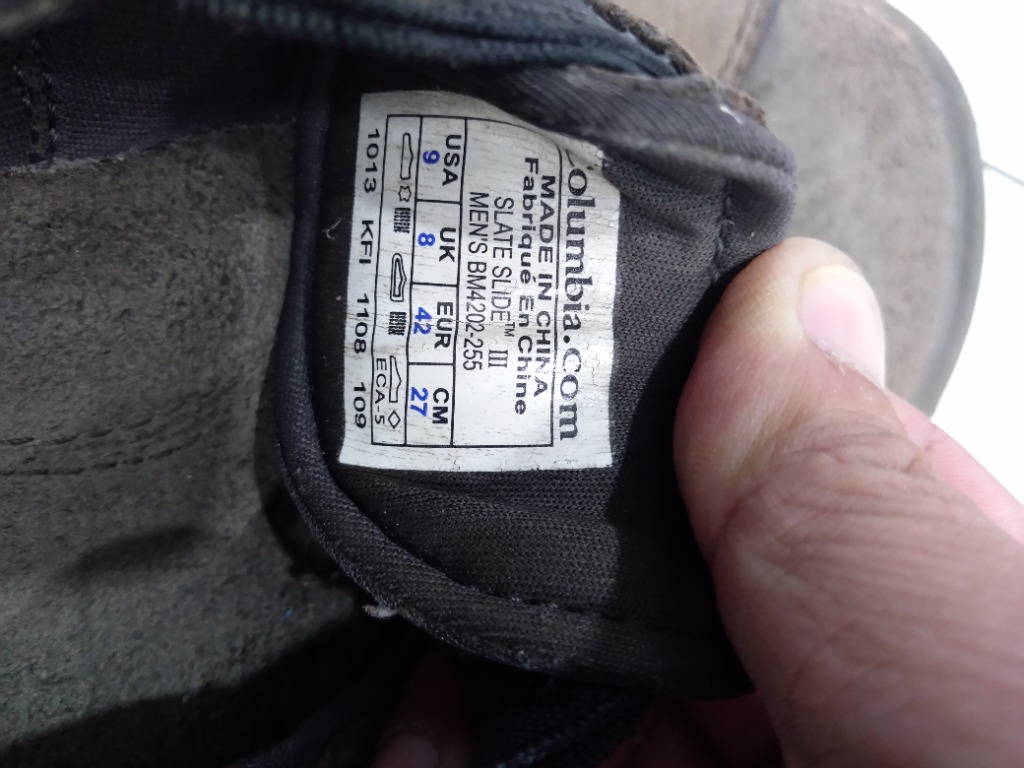 Columbia.com
MADE IN CHINA
Fabriqué En Chine
SLATE SLIDE™ III
MEN'S BM4202-255
USA UK EUR CM
9 8 42 27
ECA-5
1013 KFI 1108 109